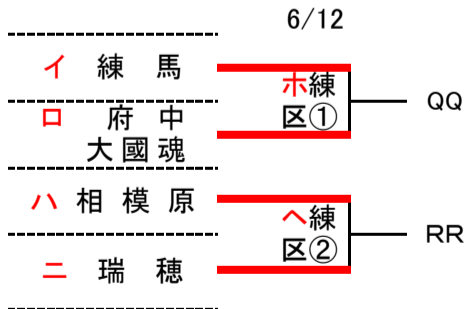 6/12
イ 練 馬
ホ練
区①
QQ
ロ 府 中
大國魂
ハ 相 模 原
ヘ練
区②
RR
ニ 瑞 穂